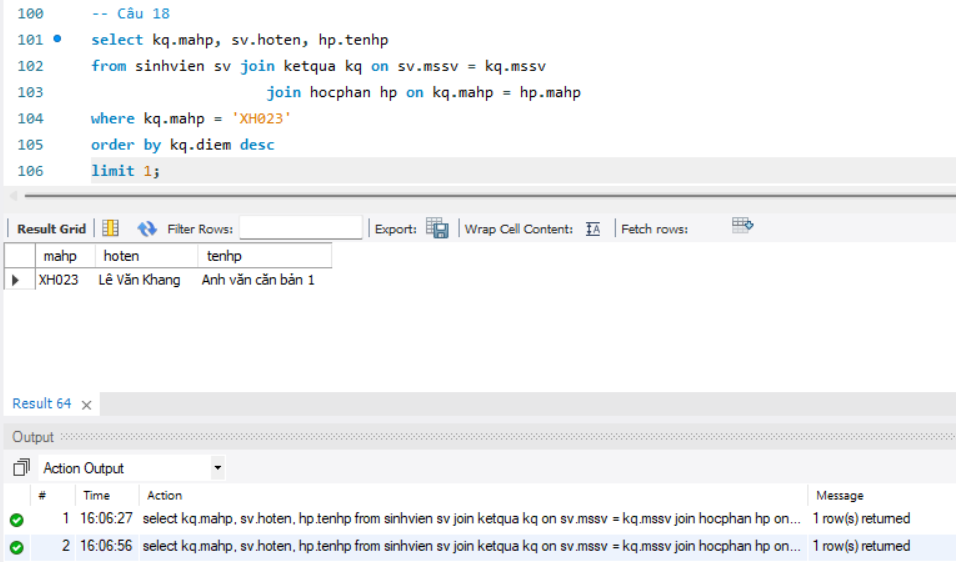 100 -- Câu 18
101 select kq.mahp, sv.hoten, hp.tenhp
102 from sinhvien sv join ketqua kq on sv.mssv = kq.mssv
103 join hocphan hp on kq.mahp = hp.mahp
104 where kq.mahp = 'XH023'
105 order by kq.diem desc
106 limit 1;
Result Grid Filter Rows: Export: Wrap Cell Content: Fetch rows:
mahp hoten tenhp
XH023 Lê Văn Khang Anh văn căn bản 1
Result 64
Output
Action Output
# Time Action Message
1 16:06:27 select kq.mahp, sv.hoten, hp.tenhp from sinhvien sv join ketqua kq on sv.mssv = kq.mssv join hocphan hp on... 1 row(s) returned
2 16:06:56 select kq.mahp, sv.hoten, hp.tenhp from sinhvien sv join ketqua kq on sv.mssv = kq.mssv join hocphan hp on... 1 row(s) returned